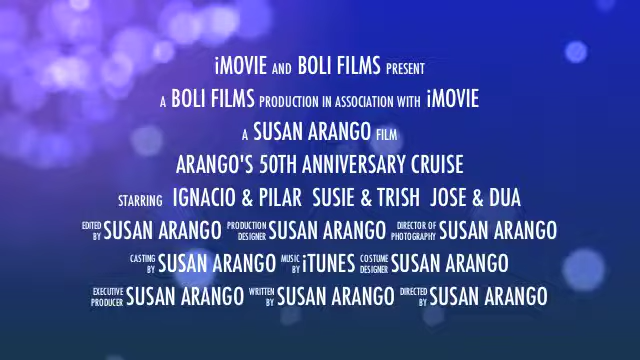 iMOVIE AND BOLI FILMS PRESENT
A BOLI FILMS PRODUCTION IN ASSOCIATION WITH iMOVIE
A SUSAN ARANGO FILM
ARANGO'S 50TH ANNIVERSARY CRUISE
STARRING IGNACIO & PILAR SUSIE & TRISH JOSE & DUA
EDITED BY SUSAN ARANGO PRODUCTION DESIGNER SUSAN ARANGO DIRECTOR OF PHOTOGRAPHY SUSAN ARANGO
CASTING BY SUSAN ARANGO MUSIC BY iTUNES COSTUME DESIGNER SUSAN ARANGO
EXECUTIVE PRODUCER SUSAN ARANGO WRITTEN BY SUSAN ARANGO DIRECTED BY SUSAN ARANGO